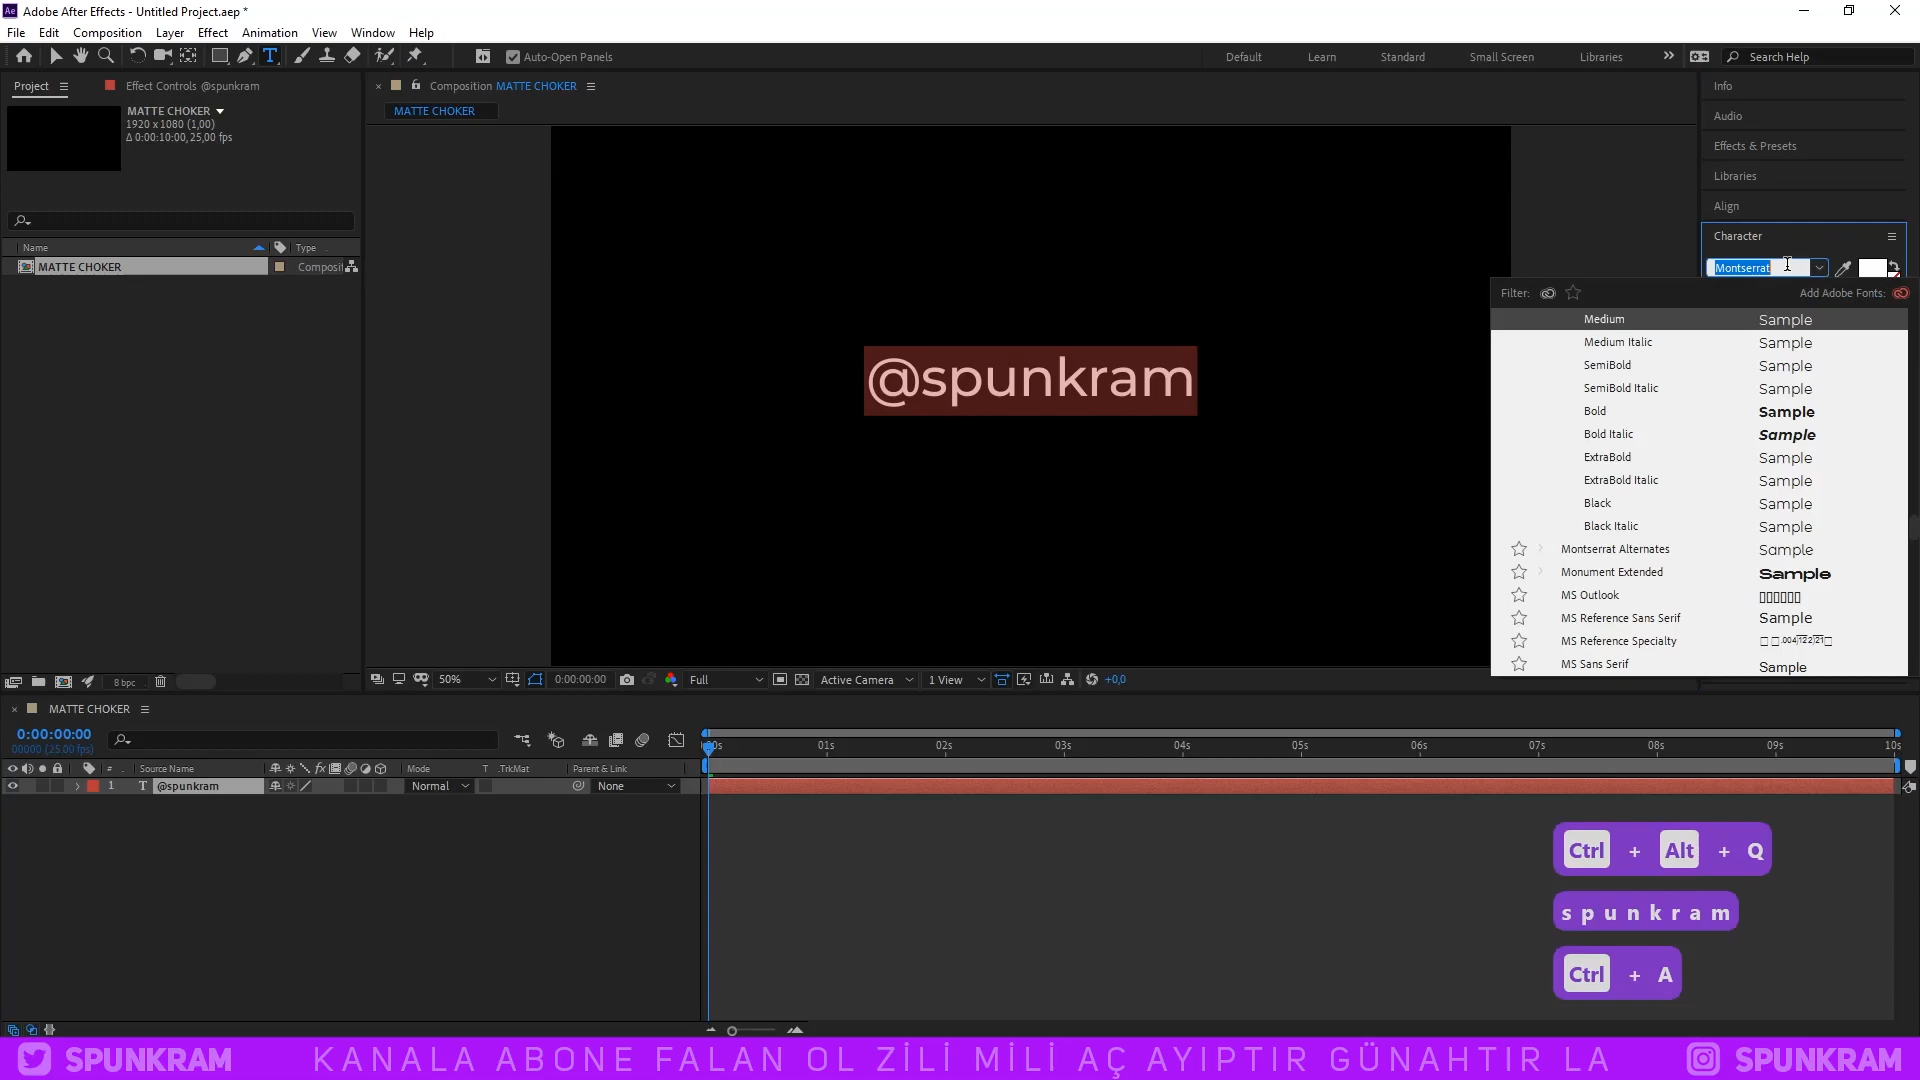 Adobe After Effects - Untitled Project.aep *
File Edit Composition Layer Effect Animation View Window Help
Auto-Open Panels
Default Learn Standard Small Screen Libraries
Search Help
Project
Effect Controls @spunkram
MATTE CHOKER
1920 x 1080 (1,00)
Δ 0:00:10:00, 25,00 fps
Name Type
MATTE CHOKER Composit
8 bpc
Composition MATTE CHOKER
MATTE CHOKER
@spunkram
50% 0:00:00:00 Full Active Camera 1 View +0,0
Info
Audio
Effects & Presets
Libraries
Align
Character
Montserrat
Filter: Add Adobe Fonts:
Medium Sample
Medium Italic Sample
SemiBold Sample
SemiBold Italic Sample
Bold Sample
Bold Italic Sample
ExtraBold Sample
ExtraBold Italic Sample
Black Sample
Black Italic Sample
Montserrat Alternates Sample
Monument Extended Sample
MS Outlook
MS Reference Sans Serif Sample
MS Reference Specialty
MS Sans Serif Sample
MATTE CHOKER
0:00:00:00
00000 (25.00 fps)
# Source Name fx Mode T .TrkMat Parent & Link
1 T @spunkram Normal None
01s 02s 03s 04s 05s 06s 07s 08s 09s 10s
Ctrl + Alt + Q
spunkram
Ctrl + A
SPUNKRAM KANALA ABONE FALAN OL ZİLİ MİLİ AÇ AYIPTIR GÜNAHTIR LA SPUNKRAM